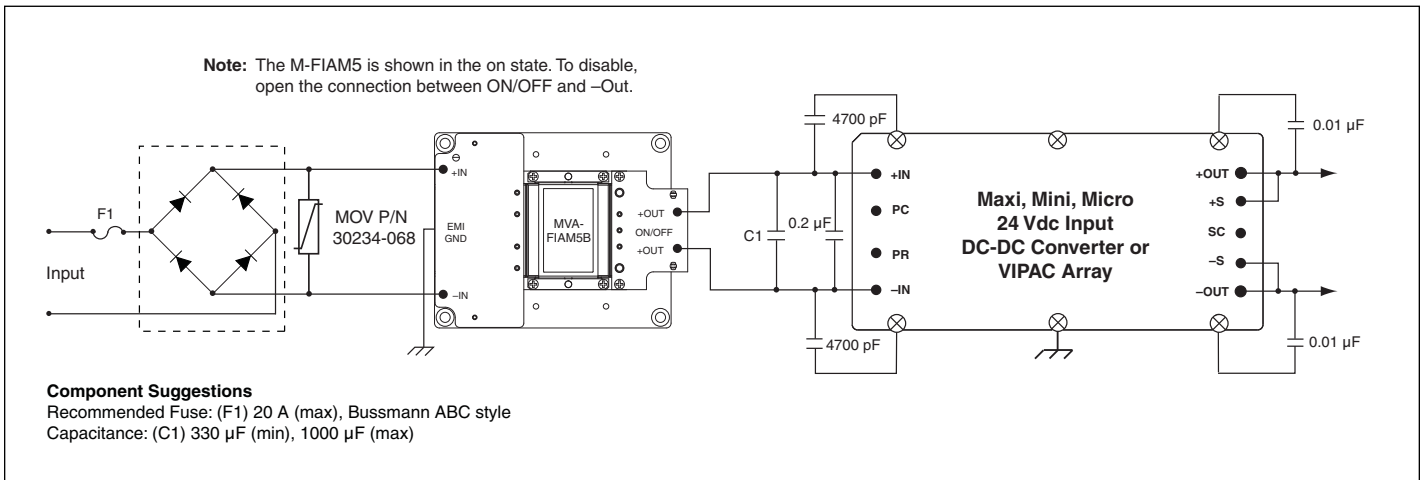 Note: The M-FIAM5 is shown in the on state. To disable,
open the connection between ON/OFF and –Out.
F1
Input
MOV P/N
30234-068
+IN
EMI
GND
–IN
MVA-
FIAM5B
+OUT
ON/OFF
+OUT
4700 pF
C1
0.2 µF
4700 pF
+IN
PC
PR
–IN
Maxi, Mini, Micro
24 Vdc Input
DC-DC Converter or
VIPAC Array
+OUT
+S
SC
–S
–OUT
0.01 µF
0.01 µF
Component Suggestions
Recommended Fuse: (F1) 20 A (max), Bussmann ABC style
Capacitance: (C1) 330 µF (min), 1000 µF (max)